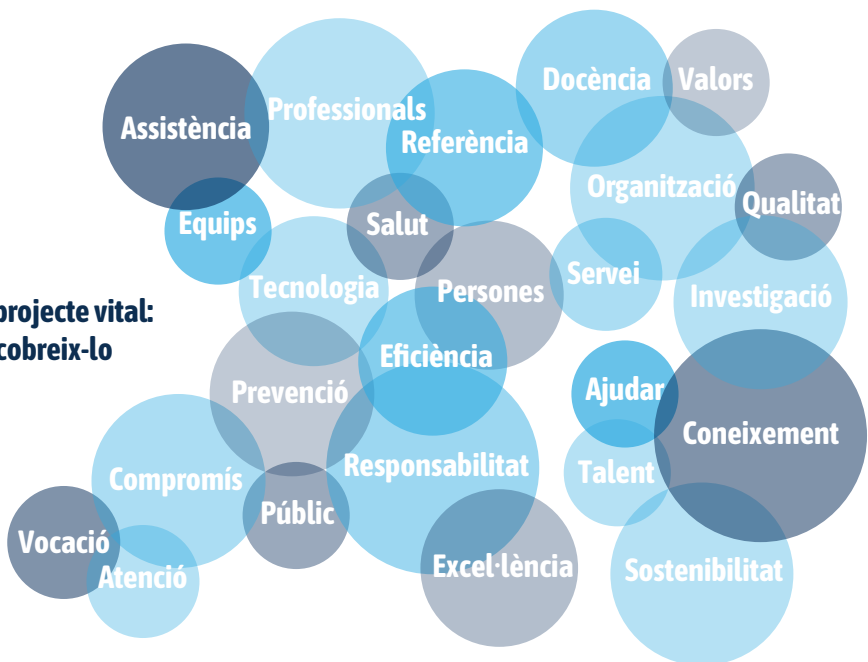 Docència
Valors
Professionals
Assistència
Referència
Organització
Qualitat
Equips
Salut
Servei
Tecnologia
Persones
Investigació
projecte vital:
cobreix-lo
Eficiència
Prevenció
Ajudar
Coneixement
Responsabilitat
Talent
Compromís
Públic
Vocació
Atenció
Excel·lència
Sostenibilitat